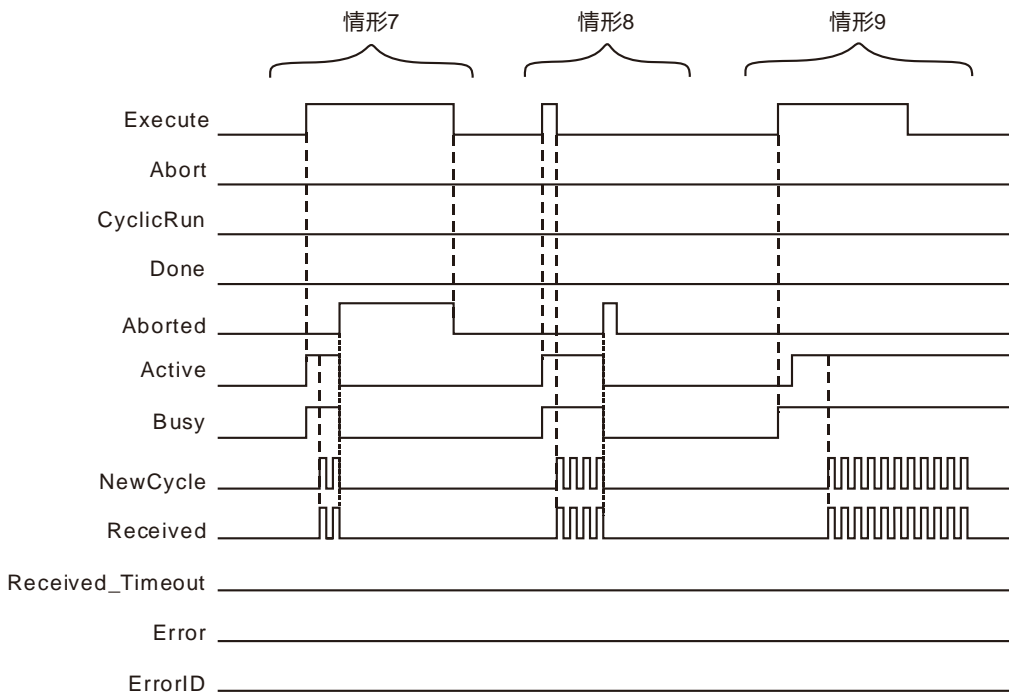 情形7 情形8 情形9
Execute
Abort
CyclicRun
Done
Aborted
Active
Busy
NewCycle
Received
Received_Timeout
Error
ErrorID